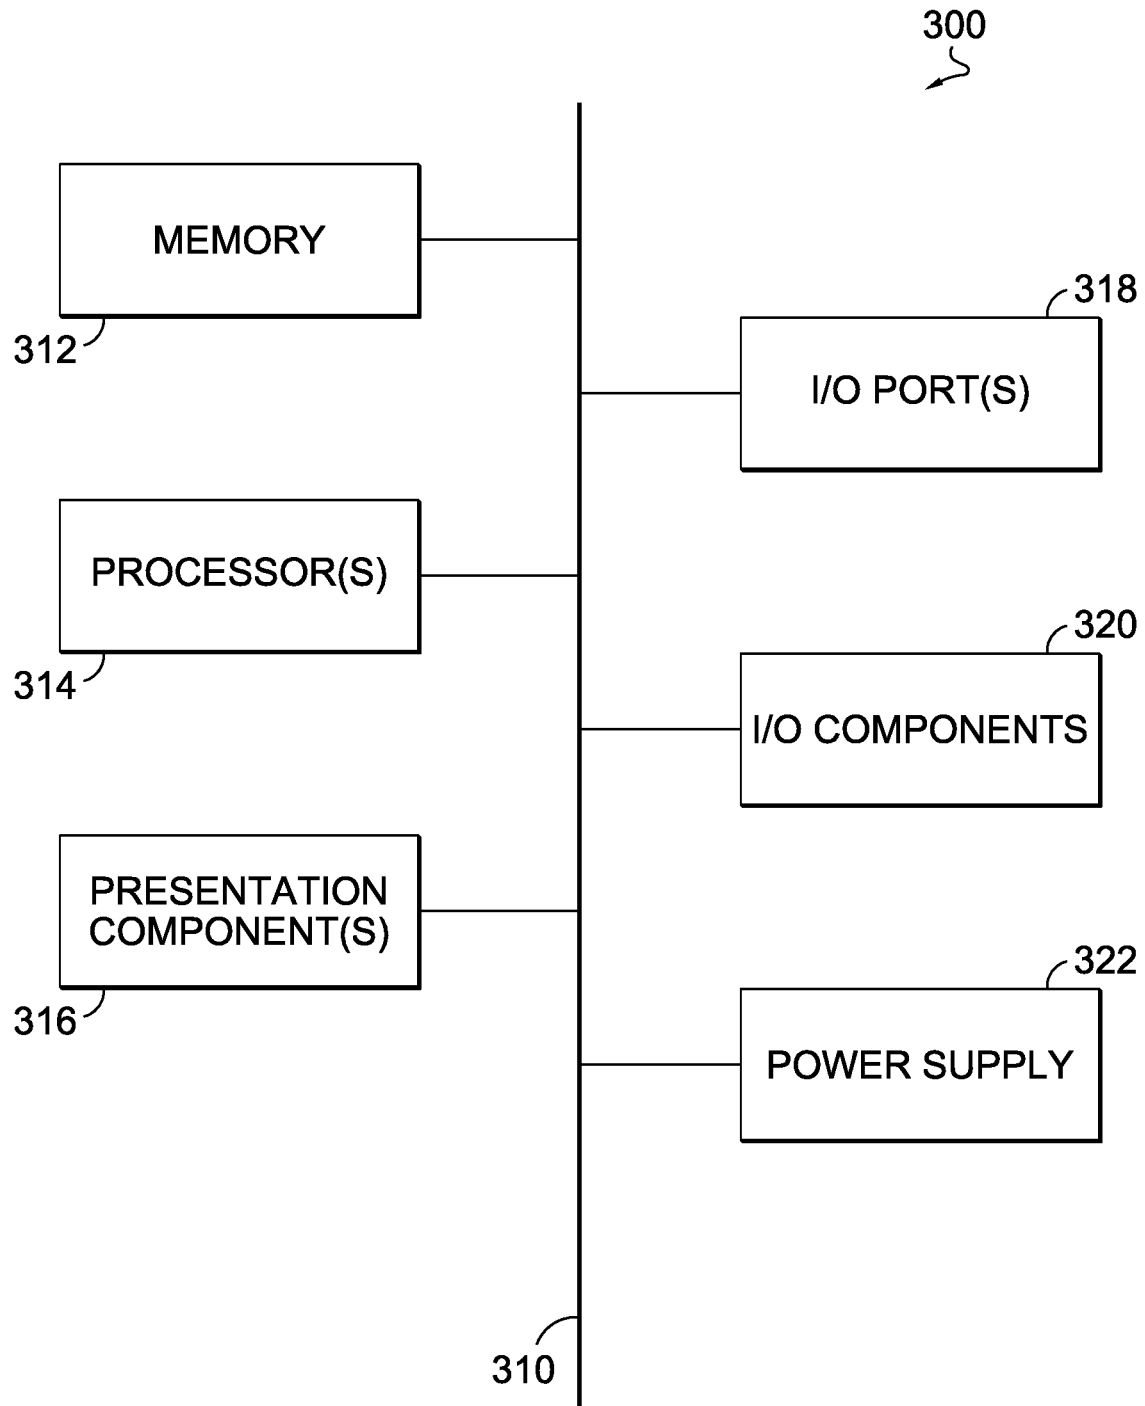 300
MEMORY
312
318
I/O PORT(S)
PROCESSOR(S)
314
320
I/O COMPONENTS
PRESENTATION
COMPONENT(S)
316
322
POWER SUPPLY
310